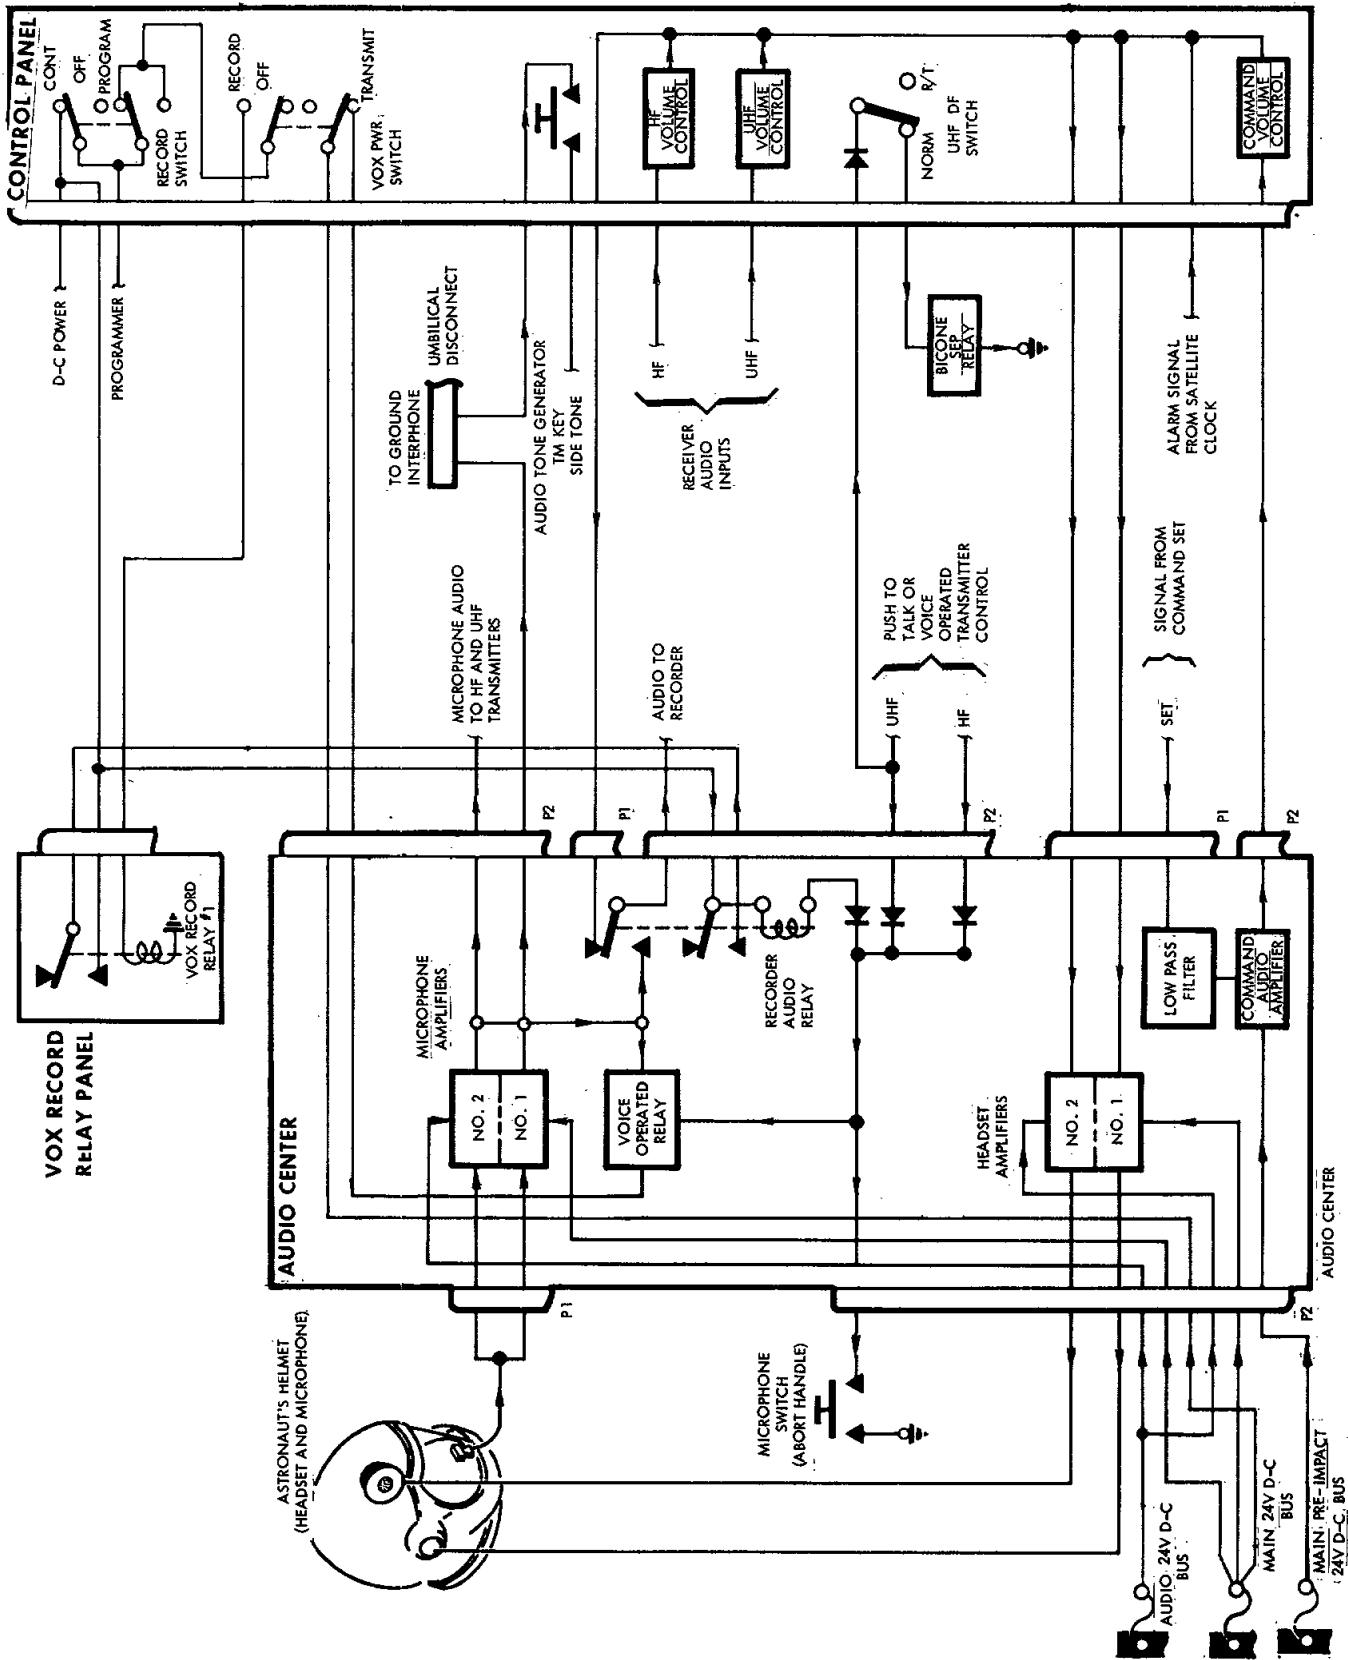 CONTROL PANEL
CONT
OFF
PROGRAM
RECORD
SWITCH
RECORD
OFF
TRANSMIT
VOX PWR.
SWITCH
HF
VOLUME
CONTROL
UHF
VOLUME
CONTROL
NORM
R/T
UHF DF
SWITCH
COMMAND
VOLUME
CONTROL
D-C POWER
PROGRAMMER
TO GROUND
INTERPHONE
UMBILICAL
DISCONNECT
AUDIO TONE GENERATOR
TM KEY
SIDE TONE
HF
UHF
RECEIVER
AUDIO
INPUTS
BICONE
SEP
RELAY
ALARM SIGNAL
FROM SATELLITE
CLOCK
MICROPHONE AUDIO
TO HF AND UHF
TRANSMITTERS
AUDIO TO
RECORDER
UHF
HF
PUSH TO
TALK OR
VOICE
OPERATED
TRANSMITTER
CONTROL
SET
SIGNAL FROM
COMMAND SET
P2
P1
P2
P1
P2
VOX RECORD
RELAY #1
VOX RECORD
RELAY PANEL
AUDIO CENTER
MICROPHONE
AMPLIFIERS
NO. 2
NO. 1
VOICE
OPERATED
RELAY
RECORDER
AUDIO
RELAY
HEADSET
AMPLIFIERS
NO. 2
NO. 1
LOW PASS
FILTER
COMMAND
AUDIO
AMPLIFIER
AUDIO CENTER
P1
P2
ASTRONAUT'S HELMET
(HEADSET AND MICROPHONE)
MICROPHONE
SWITCH
(ABORT HANDLE)
AUDIO 24V D-C
BUS
MAIN 24V D-C
BUS
MAIN PRE-IMPACT
24V D-C BUS